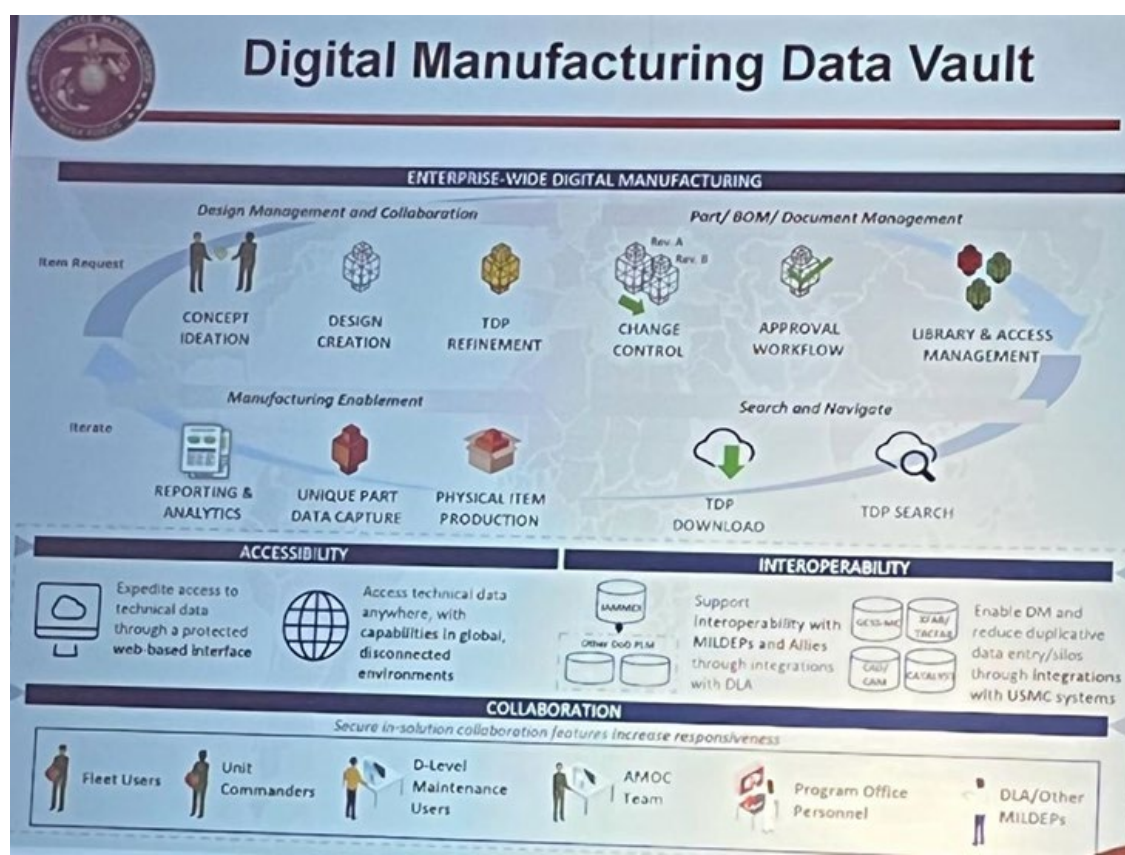 UNITED STATES MARINE CORPS
Digital Manufacturing Data Vault
ENTERPRISE-WIDE DIGITAL MANUFACTURING
Design Management and Collaboration
Part/ BOM/ Document Management
Item Request
Rev. A
Rev. B
CONCEPT
IDEATION
DESIGN
CREATION
TDP
REFINEMENT
CHANGE
CONTROL
APPROVAL
WORKFLOW
LIBRARY & ACCESS
MANAGEMENT
Manufacturing Enablement
Search and Navigate
Iterate
REPORTING &
ANALYTICS
UNIQUE PART
DATA CAPTURE
PHYSICAL ITEM
PRODUCTION
TDP
DOWNLOAD
TDP SEARCH
ACCESSIBILITY
Expedite access to
technical data
through a protected
web-based interface
Access technical data
anywhere, with
capabilities in global,
disconnected
environments
INTEROPERABILITY
JAMMEX
Other DoD PLM
Support
interoperability with
MILDEPs and Allies
through integrations
with DLA
GCSS-MC
XFAB/
TACFAB
CAD/
CAM
CATALYST
Enable DM and
reduce duplicative
data entry/silos
through integrations
with USMC systems
COLLABORATION
Secure in-solution collaboration features increase responsiveness
Fleet Users
Unit
Commanders
D-Level
Maintenance
Users
AMOC
Team
Program Office
Personnel
DLA/Other
MILDEPs